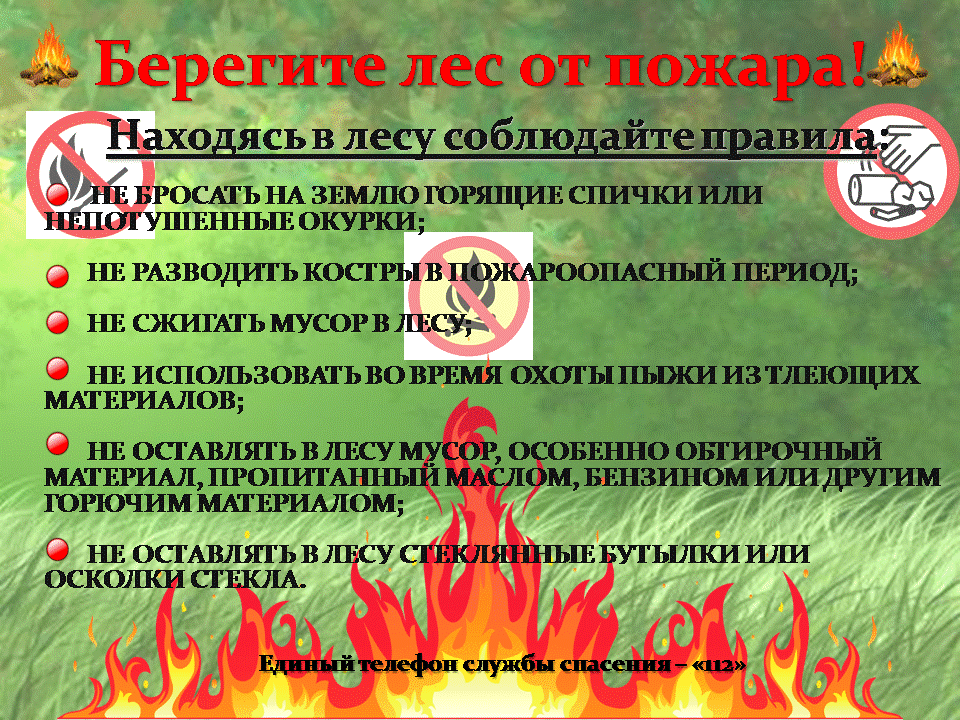 Берегите лес от пожара!
Находясь в лесу соблюдайте правила:
НЕ БРОСАТЬ НА ЗЕМЛЮ ГОРЯЩИЕ СПИЧКИ ИЛИ
НЕПОТУШЕННЫЕ ОКУРКИ;
НЕ РАЗВОДИТЬ КОСТРЫ В ПОЖАРООПАСНЫЙ ПЕРИОД;
НЕ СЖИГАТЬ МУСОР В ЛЕСУ;
НЕ ИСПОЛЬЗОВАТЬ ВО ВРЕМЯ ОХОТЫ ПЫЖИ ИЗ ТЛЕЮЩИХ
МАТЕРИАЛОВ;
НЕ ОСТАВЛЯТЬ В ЛЕСУ МУСОР, ОСОБЕННО ОБТИРОЧНЫЙ
МАТЕРИАЛ, ПРОПИТАННЫЙ МАСЛОМ, БЕНЗИНОМ ИЛИ ДРУГИМ
ГОРЮЧИМ МАТЕРИАЛОМ;
НЕ ОСТАВЛЯТЬ В ЛЕСУ СТЕКЛЯННЫЕ БУТЫЛКИ ИЛИ
ОСКОЛКИ СТЕКЛА.
Единый телефон службы спасения – «112»